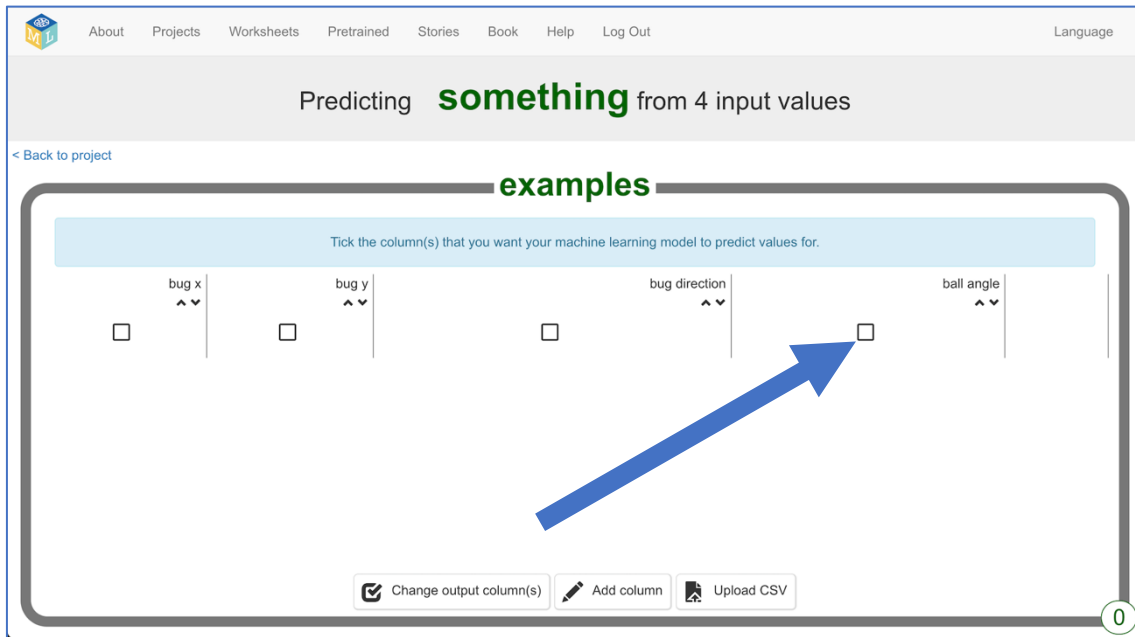 ML
About Projects Worksheets Pretrained Stories Book Help Log Out Language
Predicting something from 4 input values
< Back to project
examples
Tick the column(s) that you want your machine learning model to predict values for.
bug x bug y bug direction ball angle
Change output column(s) Add column Upload CSV
0